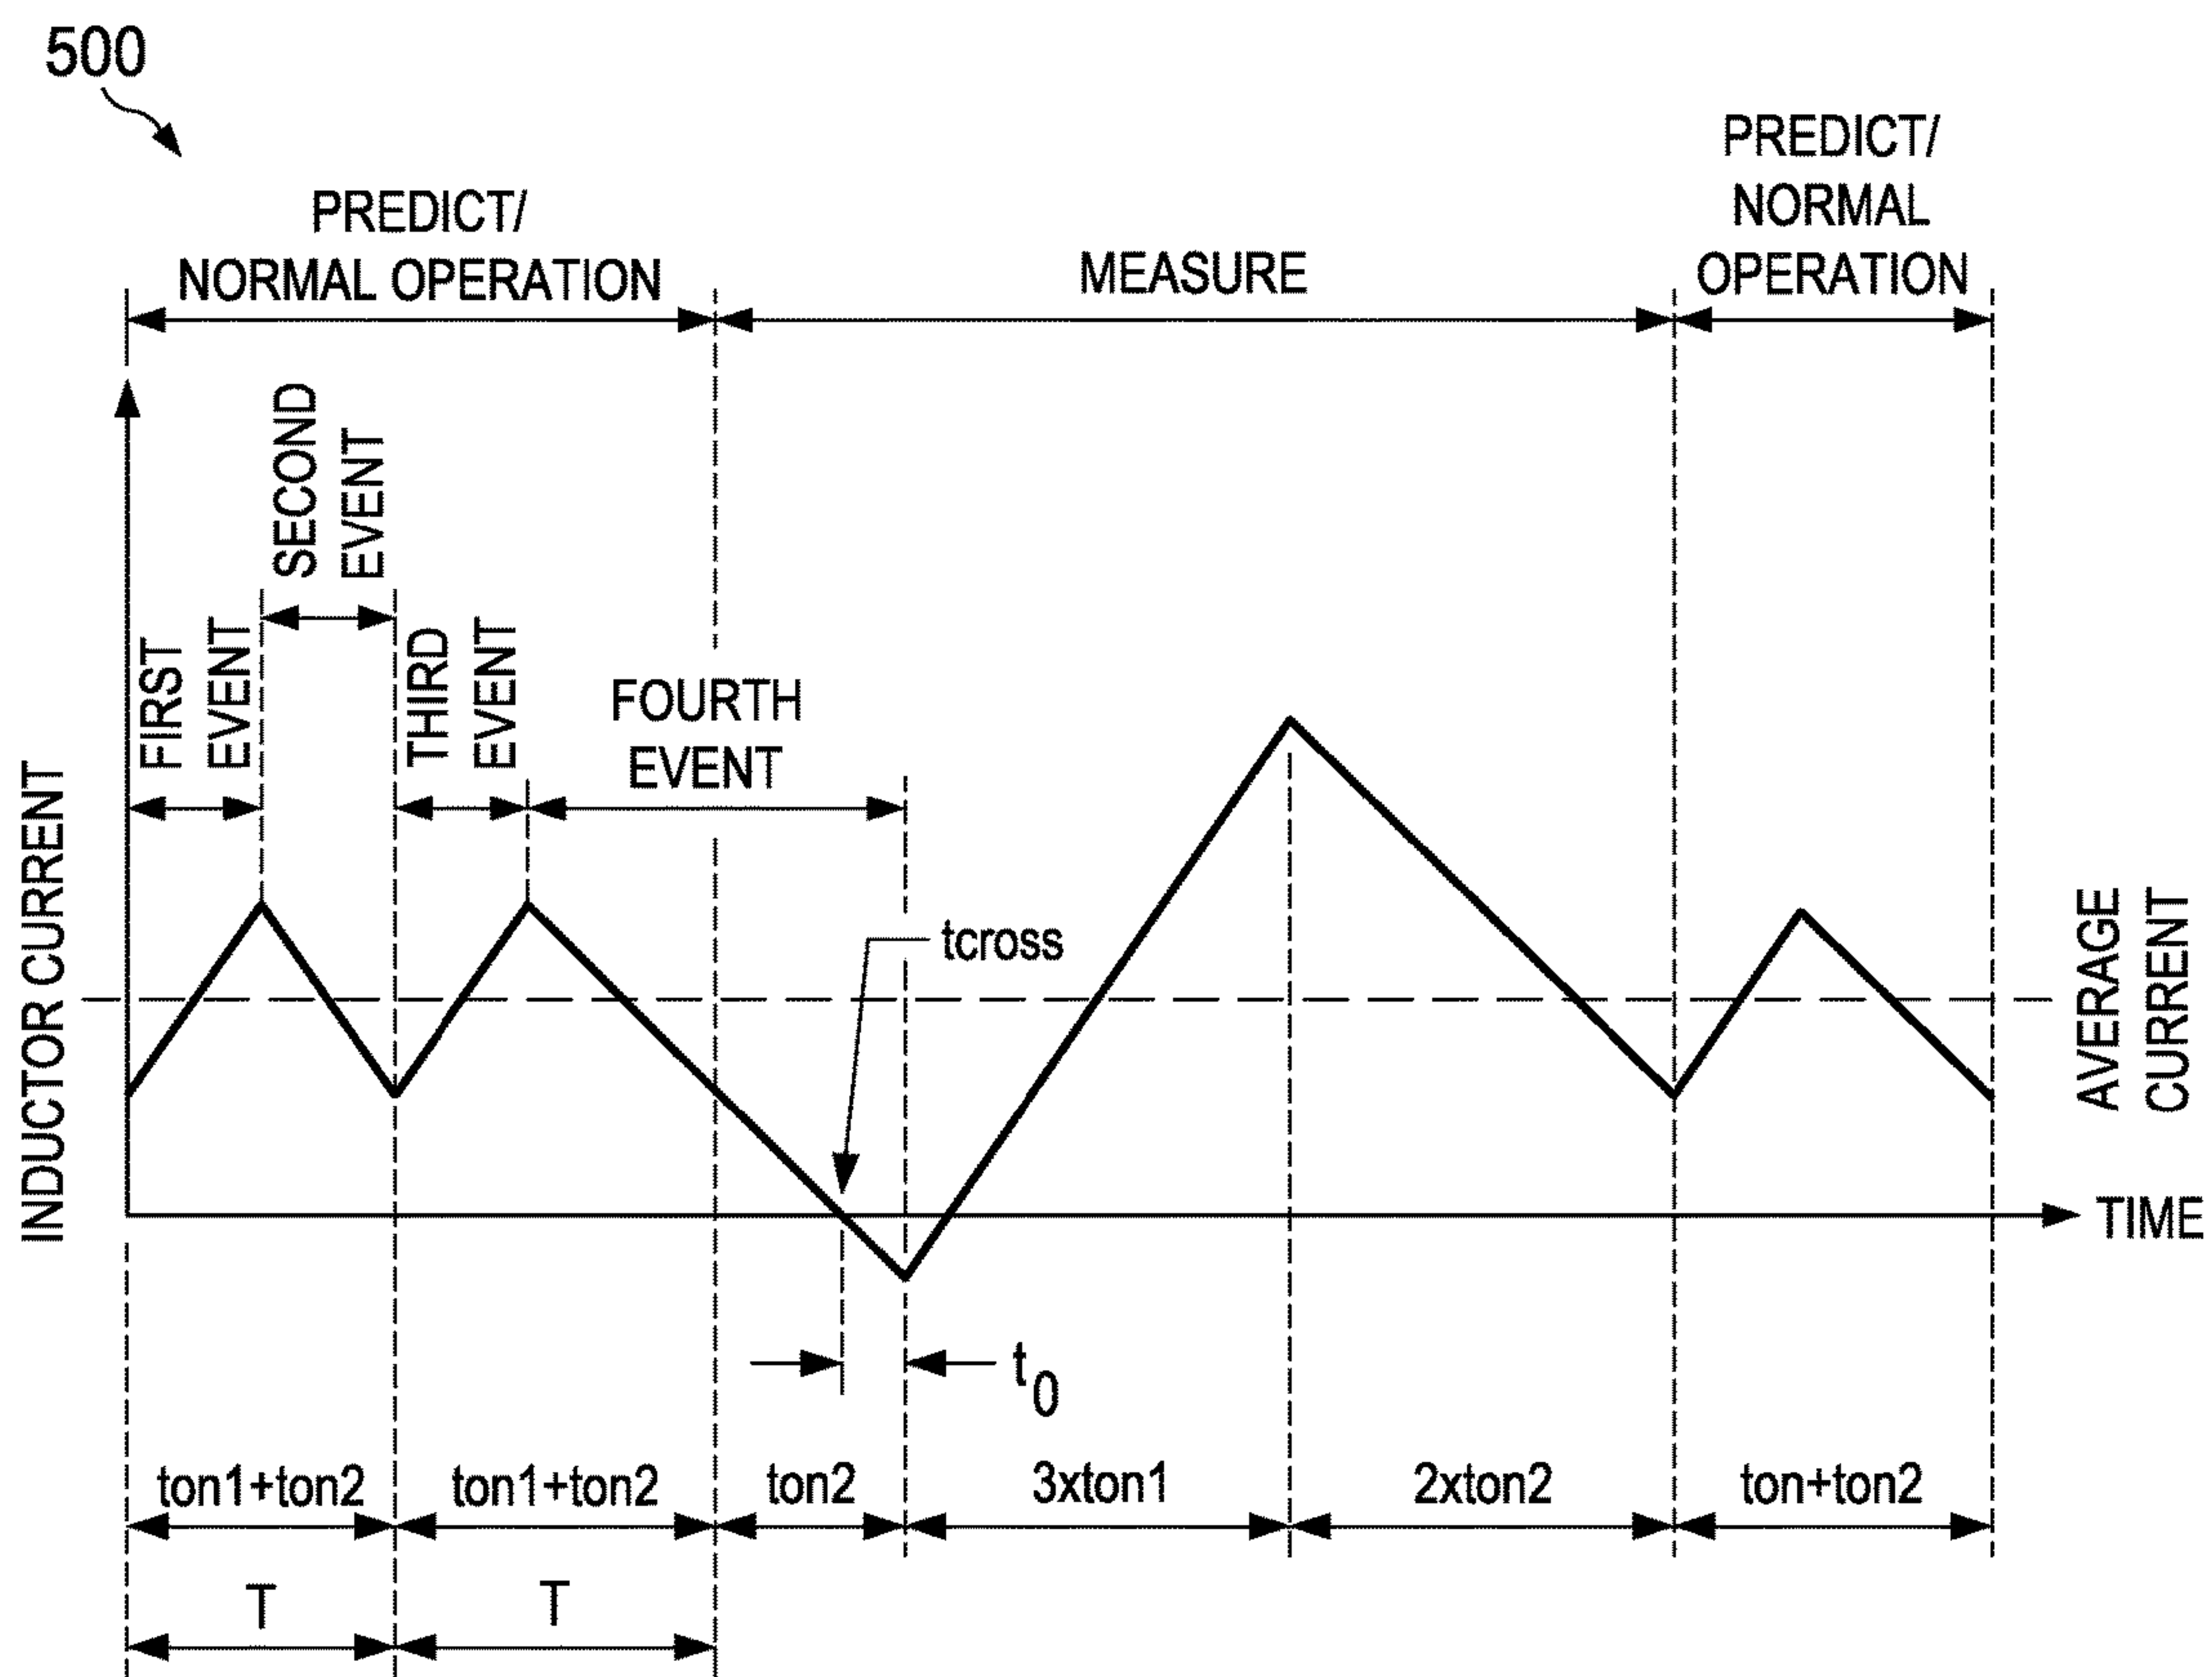 500
PREDICT/
NORMAL OPERATION
MEASURE
PREDICT/
NORMAL
OPERATION
SECOND
EVENT
FIRST
EVENT
THIRD
EVENT
FOURTH
EVENT
tcross
INDUCTOR CURRENT
AVERAGE
CURRENT
TIME
t0
ton1+ton2
ton1+ton2
ton2
3xton1
2xton2
ton+ton2
T
T